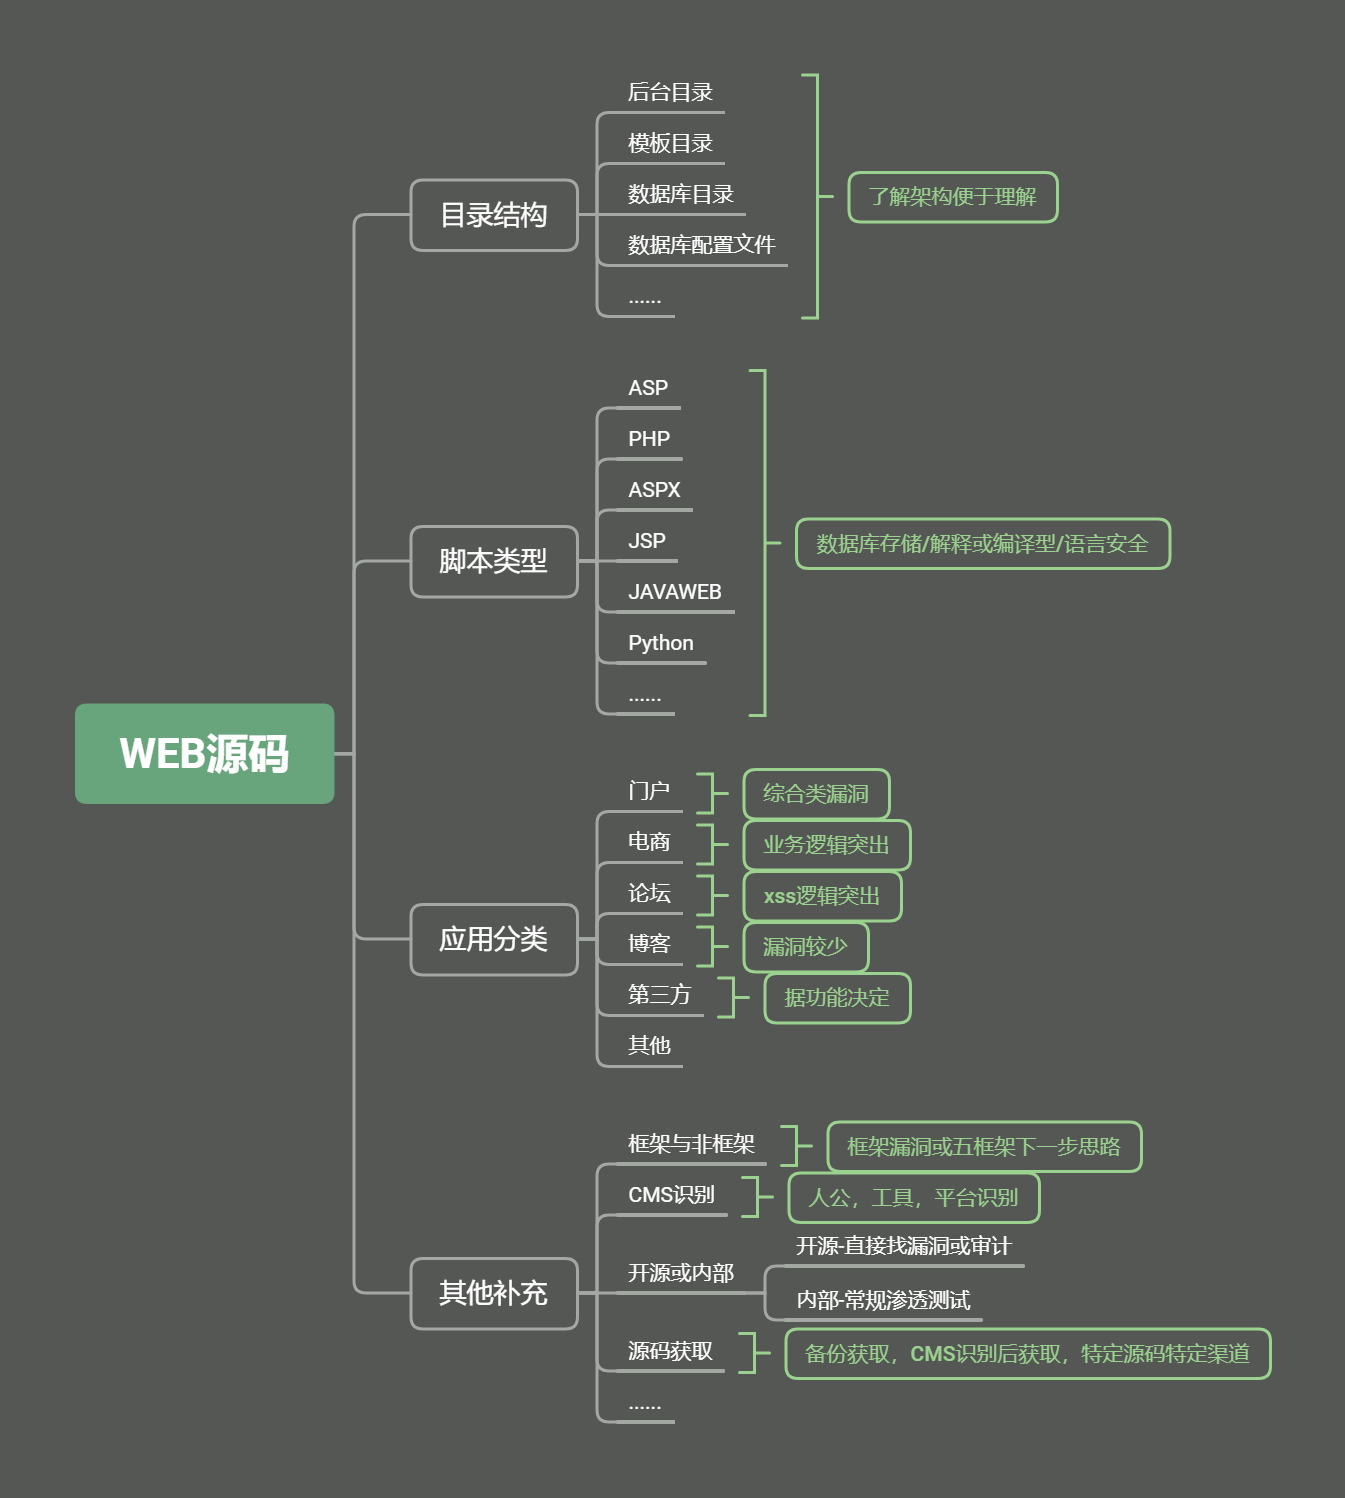 WEB源码
目录结构
后台目录
模板目录
数据库目录
数据库配置文件
......
了解架构便于理解
脚本类型
ASP
PHP
ASPX
JSP
JAVAWEB
Python
......
数据库存储/解释或编译型/语言安全
应用分类
门户
综合类漏洞
电商
业务逻辑突出
论坛
xss逻辑突出
博客
漏洞较少
第三方
据功能决定
其他
其他补充
框架与非框架
框架漏洞或五框架下一步思路
CMS识别
人公，工具，平台识别
开源或内部
开源-直接找漏洞或审计
内部-常规渗透测试
源码获取
备份获取，CMS识别后获取，特定源码特定渠道
......